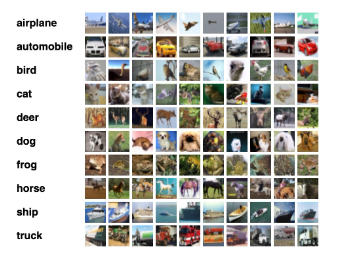 airplane
automobile
bird
cat
deer
dog
frog
horse
ship
truck